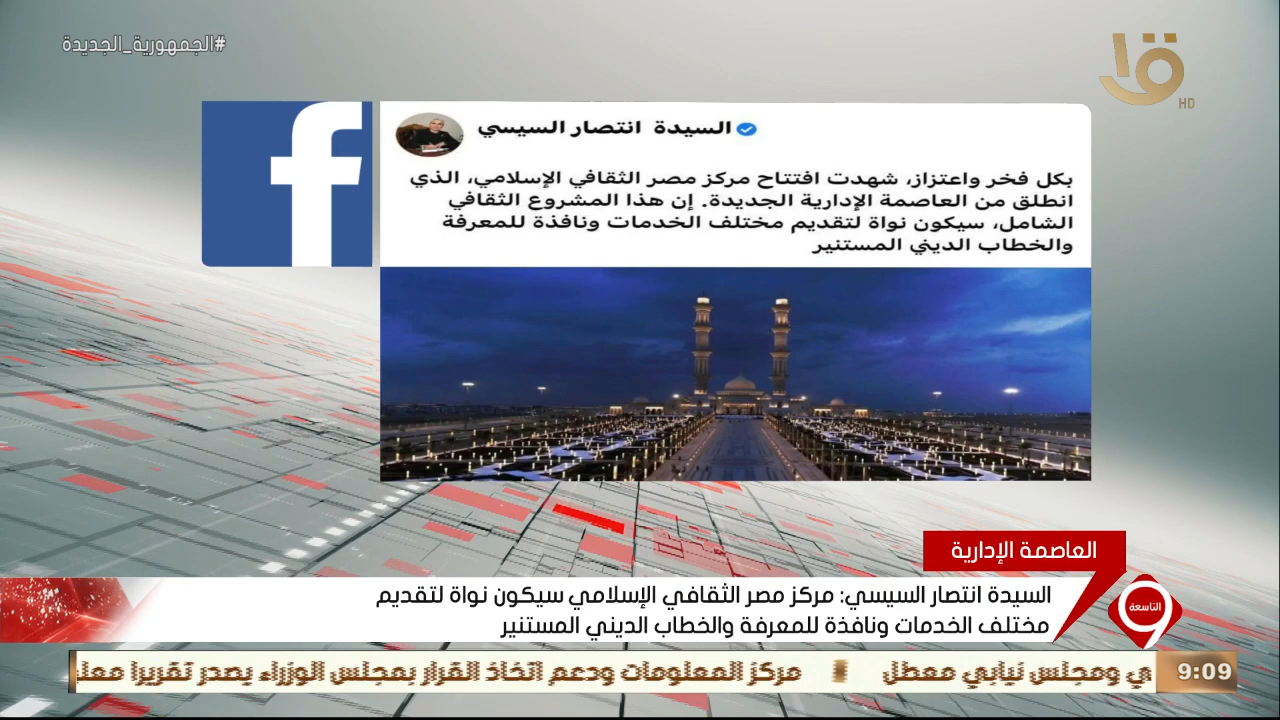 #الجمهورية_الجديدة
HD
السيدة انتصار السيسي
بكل فخر واعتزاز، شهدت افتتاح مركز مصر الثقافي الإسلامي، الذي
انطلق من العاصمة الإدارية الجديدة. إن هذا المشروع الثقافي
الشامل، سيكون نواة لتقديم مختلف الخدمات ونافذة للمعرفة
والخطاب الديني المستنير
العاصمة الإدارية
السيدة انتصار السيسي: مركز مصر الثقافي الإسلامي سيكون نواة لتقديم
مختلف الخدمات ونافذة للمعرفة والخطاب الديني المستنير
التاسعة
9:09
ي ومجلس نيابي معطل
مركز المعلومات ودعم اتخاذ القرار بمجلس الوزراء يصدر تقريرا